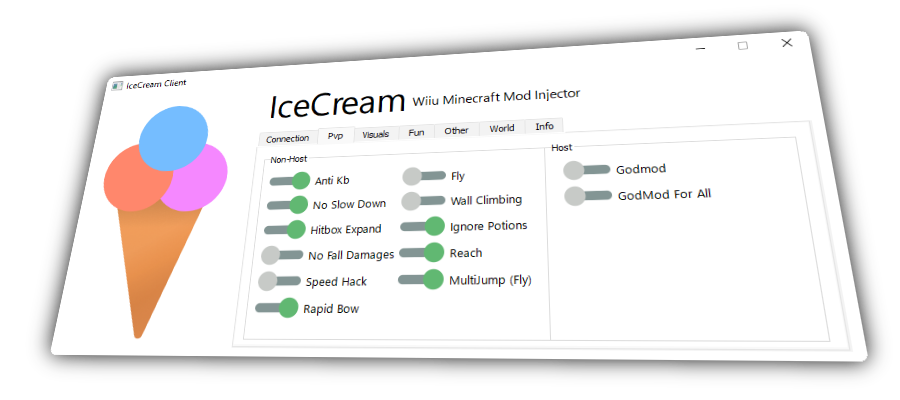 IceCream Client
IceCream Wiiu Minecraft Mod Injector
Connection Pvp Visuals Fun Other World Info
Non-Host
Anti Kb
No Slow Down
Hitbox Expand
No Fall Damages
Speed Hack
Rapid Bow
Fly
Wall Climbing
Ignore Potions
Reach
MultiJump (Fly)
Host
Godmod
GodMod For All